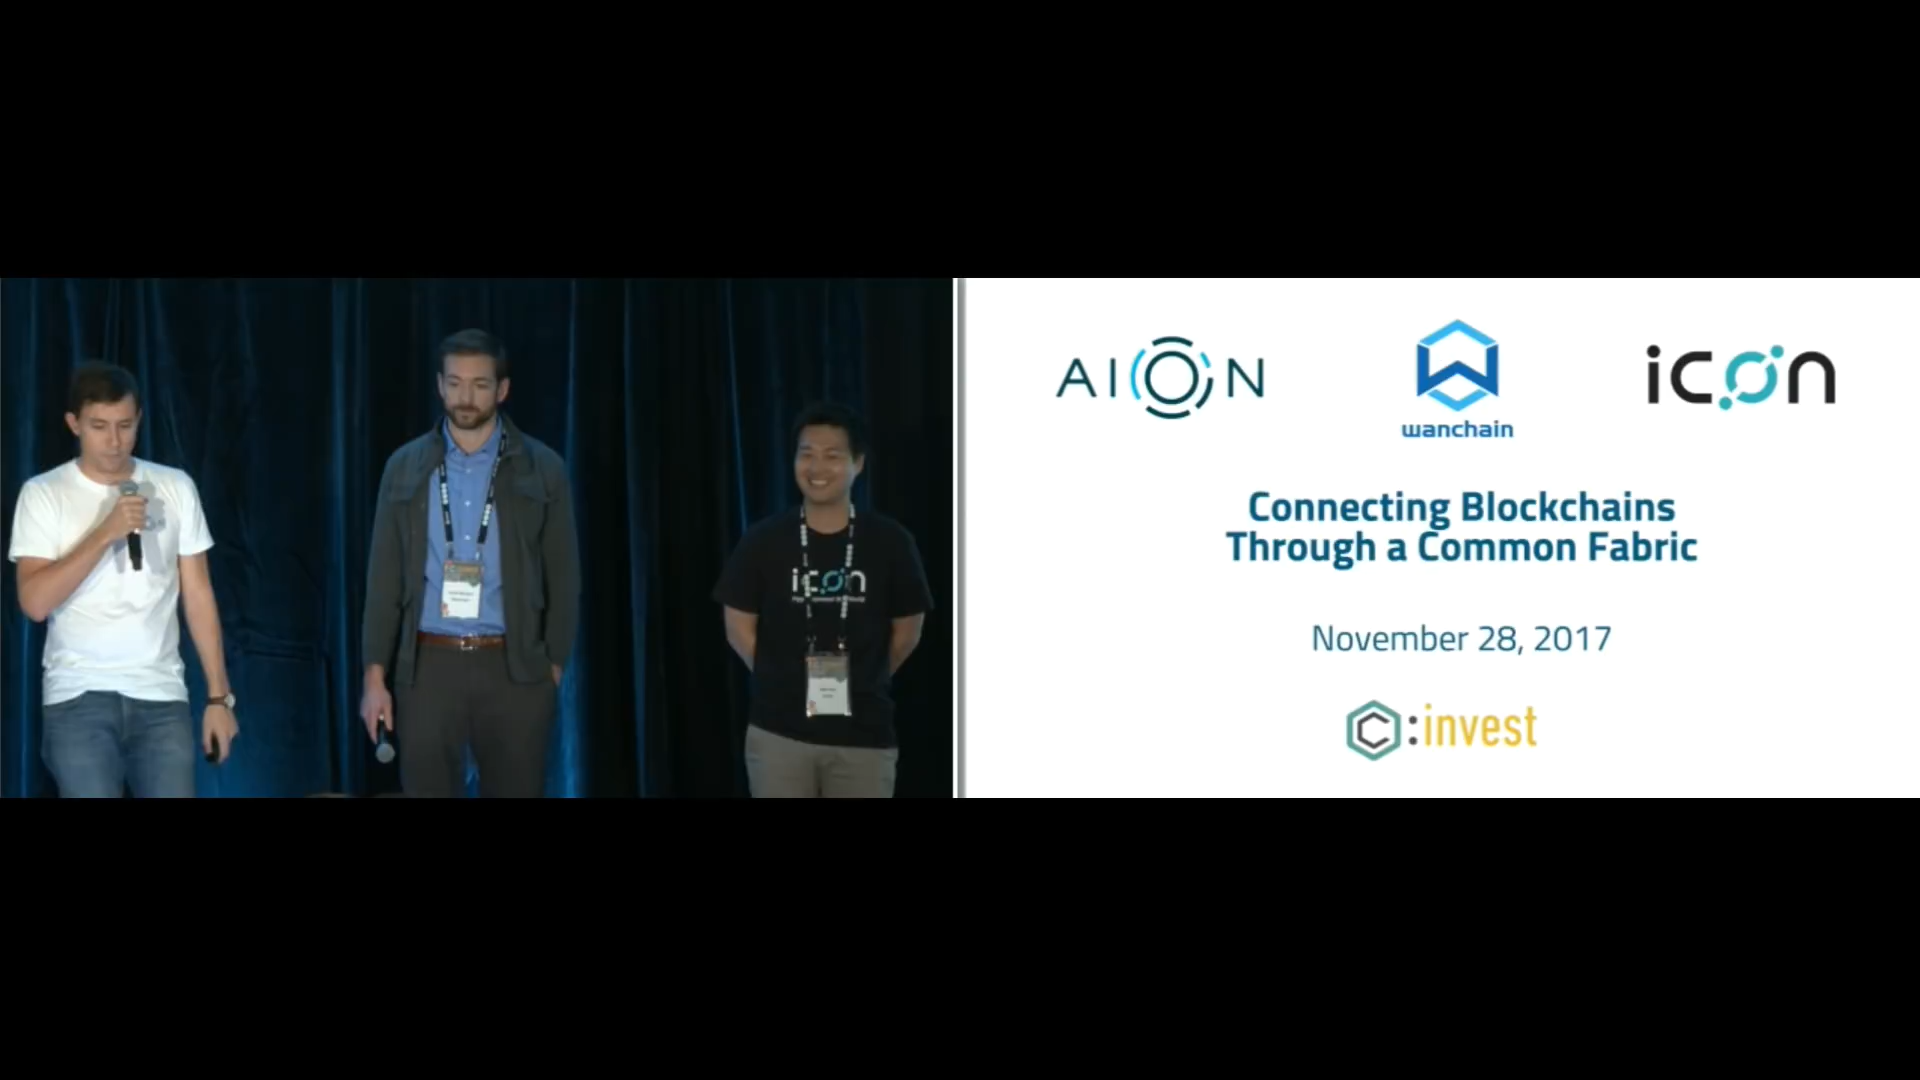 icon
AION
wanchain
icon
Connecting Blockchains
Through a Common Fabric
November 28, 2017
C:invest